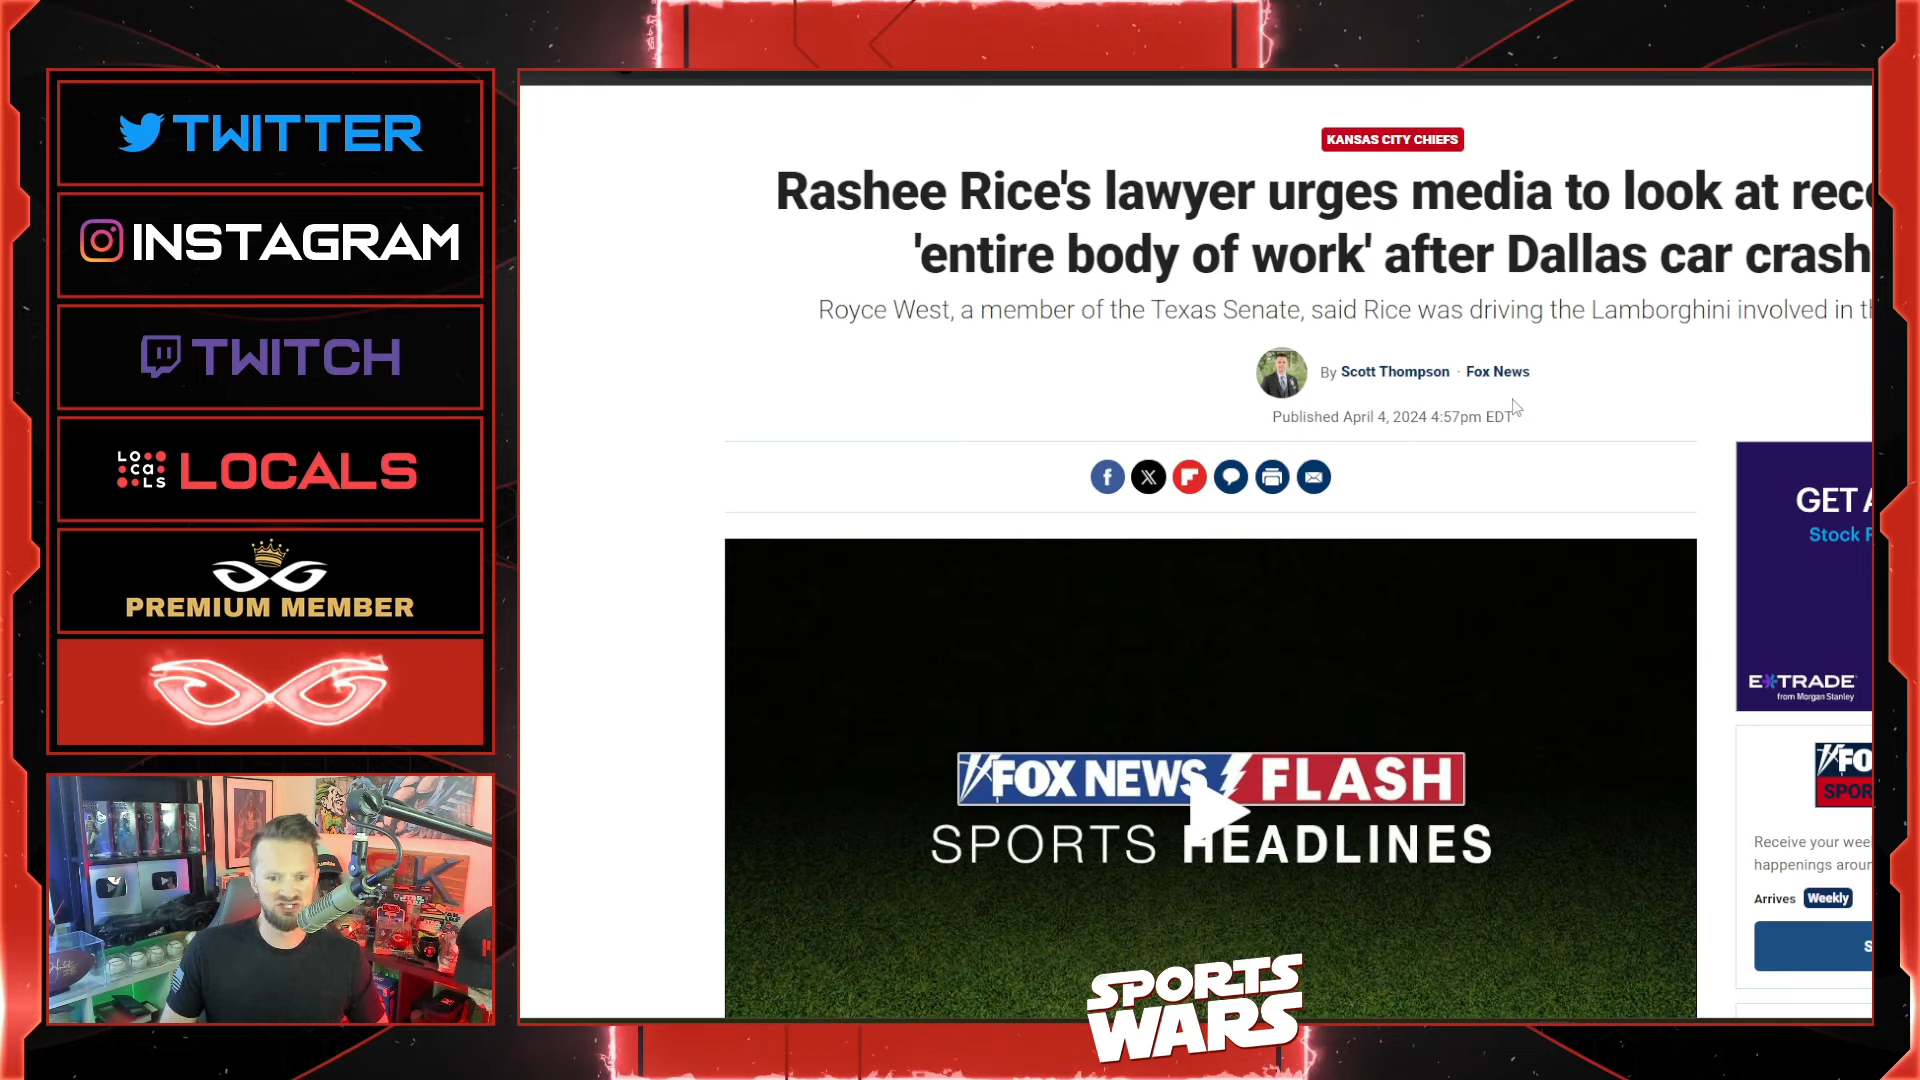 TWITTER
INSTAGRAM
TWITCH
LOCALS
LOCALS
PREMIUM MEMBER
KANSAS CITY CHIEFS
Rashee Rice's lawyer urges media to look at rec
'entire body of work' after Dallas car crash
Royce West, a member of the Texas Senate, said Rice was driving the Lamborghini involved in t
By Scott Thompson · Fox News
Published April 4, 2024 4:57pm EDT
GET A
Stock
E*TRADE
from Morgan Stanley
FOX NEWS FLASH
SPORTS HEADLINES
FO
SPOR
Receive your wee
happenings arou
Arrives Weekly
S
SPORTS
WARS